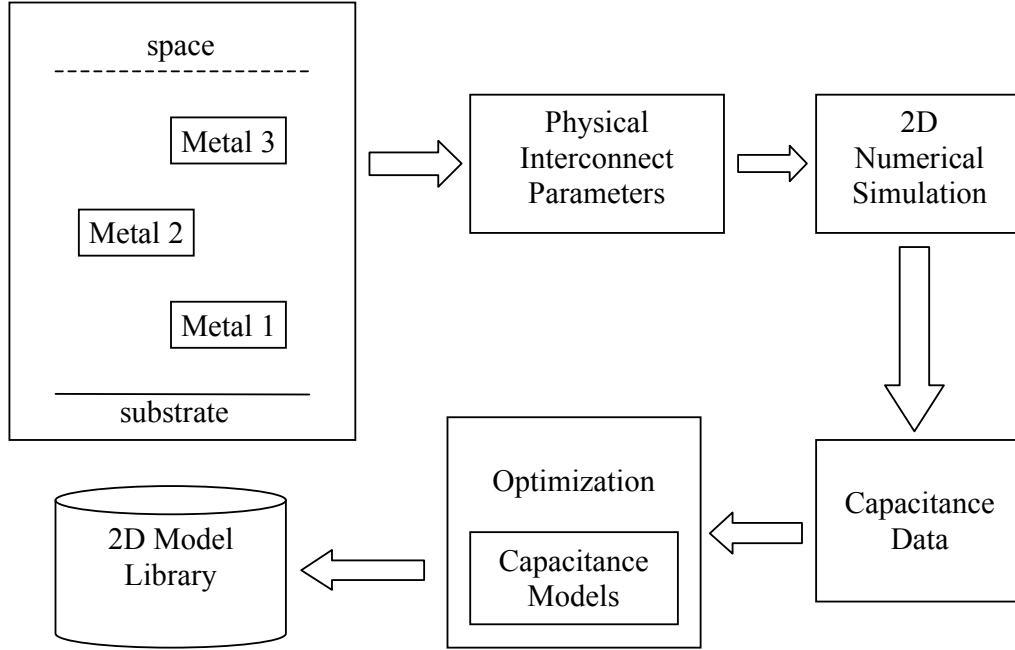 space
Metal 3
Metal 2
Metal 1
substrate
Physical
Interconnect
Parameters
2D
Numerical
Simulation
Capacitance
Data
Optimization
Capacitance
Models
2D Model
Library